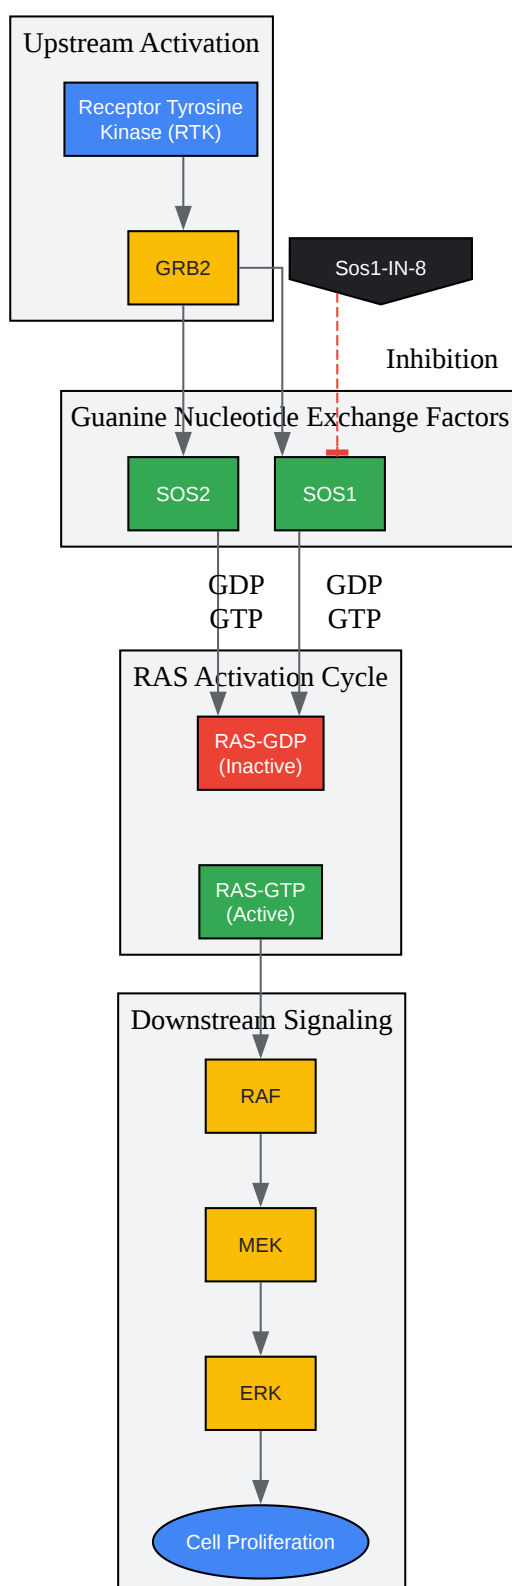 Upstream Activation
Receptor Tyrosine
Kinase (RTK)
GRB2
Sos1-IN-8
Inhibition
Guanine Nucleotide Exchange Factors
SOS2
SOS1
GDP
GTP
GDP
GTP
RAS Activation Cycle
RAS-GDP
(Inactive)
RAS-GTP
(Active)
Downstream Signaling
RAF
MEK
ERK
Cell Proliferation